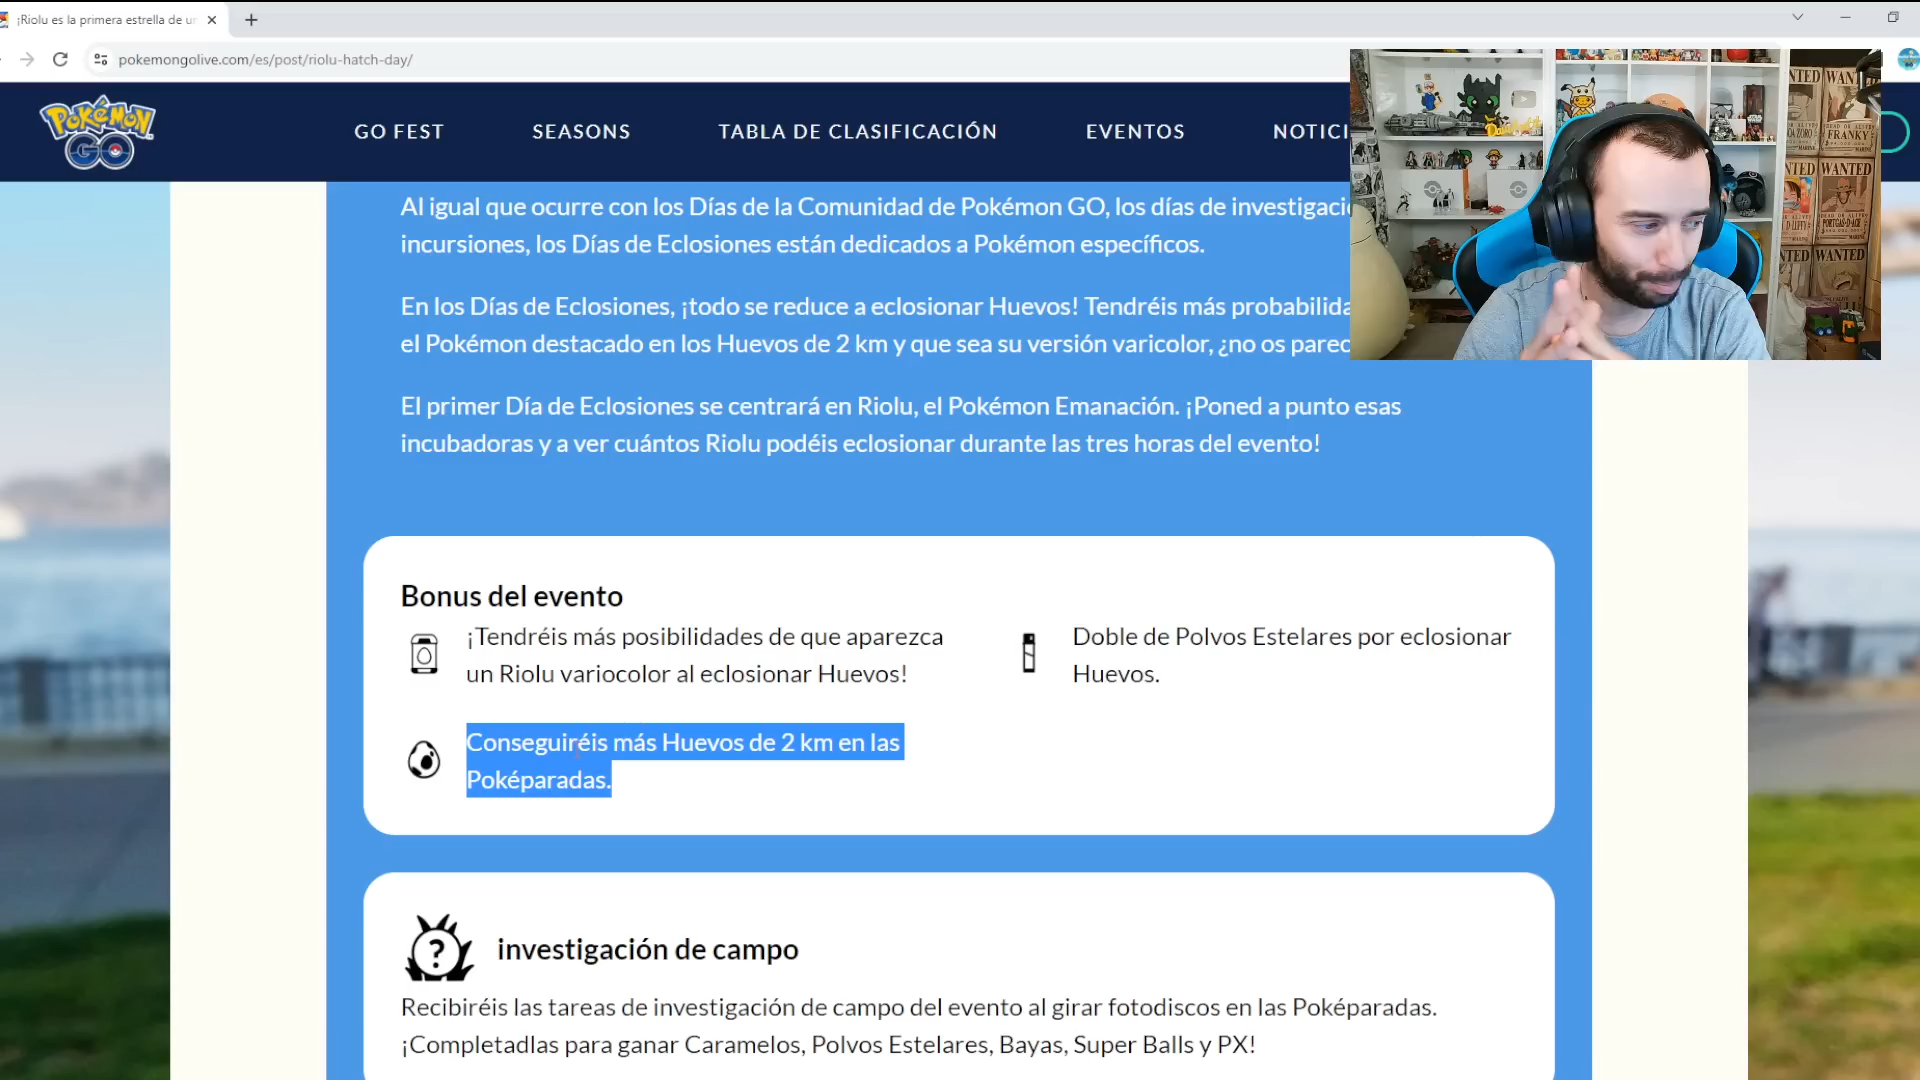 ¡Riolu es la primera estrella de un
pokemongolive.com/es/post/riolu-hatch-day/
POKÉMON
GO
GO FEST
SEASONS
TABLA DE CLASIFICACIÓN
EVENTOS
NOTICI
Al igual que ocurre con los Días de la Comunidad de Pokémon GO, los días de investigaci
incursiones, los Días de Eclosiones están dedicados a Pokémon específicos.
En los Días de Eclosiones, ¡todo se reduce a eclosionar Huevos! Tendréis más probabilida
el Pokémon destacado en los Huevos de 2 km y que sea su versión varicolor, ¿no os parec
El primer Día de Eclosiones se centrará en Riolu, el Pokémon Emanación. ¡Poned a punto esas
incubadoras y a ver cuántos Riolu podéis eclosionar durante las tres horas del evento!
Bonus del evento
¡Tendréis más posibilidades de que aparezca
un Riolu variocolor al eclosionar Huevos!
Doble de Polvos Estelares por eclosionar
Huevos.
Conseguiréis más Huevos de 2 km en las
Poképaradas.
investigación de campo
Recibiréis las tareas de investigación de campo del evento al girar fotodiscos en las Poképaradas.
¡Completadlas para ganar Caramelos, Polvos Estelares, Bayas, Super Balls y PX!
WANTED
FRANKY
WANTED
WANTED
WANTED